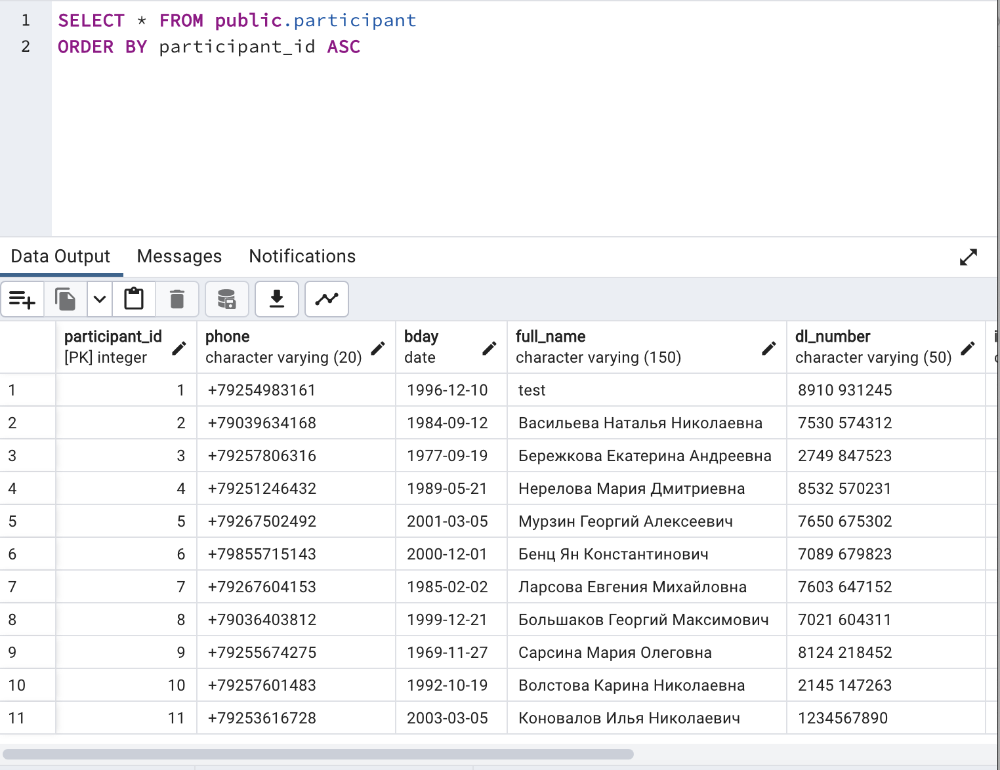 1 SELECT * FROM public.participant
2 ORDER BY participant_id ASC
Data Output Messages Notifications
participant_id phone bday full_name dl_number
[PK] integer character varying (20) date character varying (150) character varying (50)
1 1 +79254983161 1996-12-10 test 8910 931245
2 2 +79039634168 1984-09-12 Васильева Наталья Николаевна 7530 574312
3 3 +79257806316 1977-09-19 Бережкова Екатерина Андреевна 2749 847523
4 4 +79251246432 1989-05-21 Нерелова Мария Дмитриевна 8532 570231
5 5 +79267502492 2001-03-05 Мурзин Георгий Алексеевич 7650 675302
6 6 +79855715143 2000-12-01 Бенц Ян Константинович 7089 679823
7 7 +79267604153 1985-02-02 Ларсова Евгения Михайловна 7603 647152
8 8 +79036403812 1999-12-21 Большаков Георгий Максимович 7021 604311
9 9 +79255674275 1969-11-27 Сарсина Мария Олеговна 8124 218452
10 10 +79257601483 1992-10-19 Волстова Карина Николаевна 2145 147263
11 11 +79253616728 2003-03-05 Коновалов Илья Николаевич 1234567890